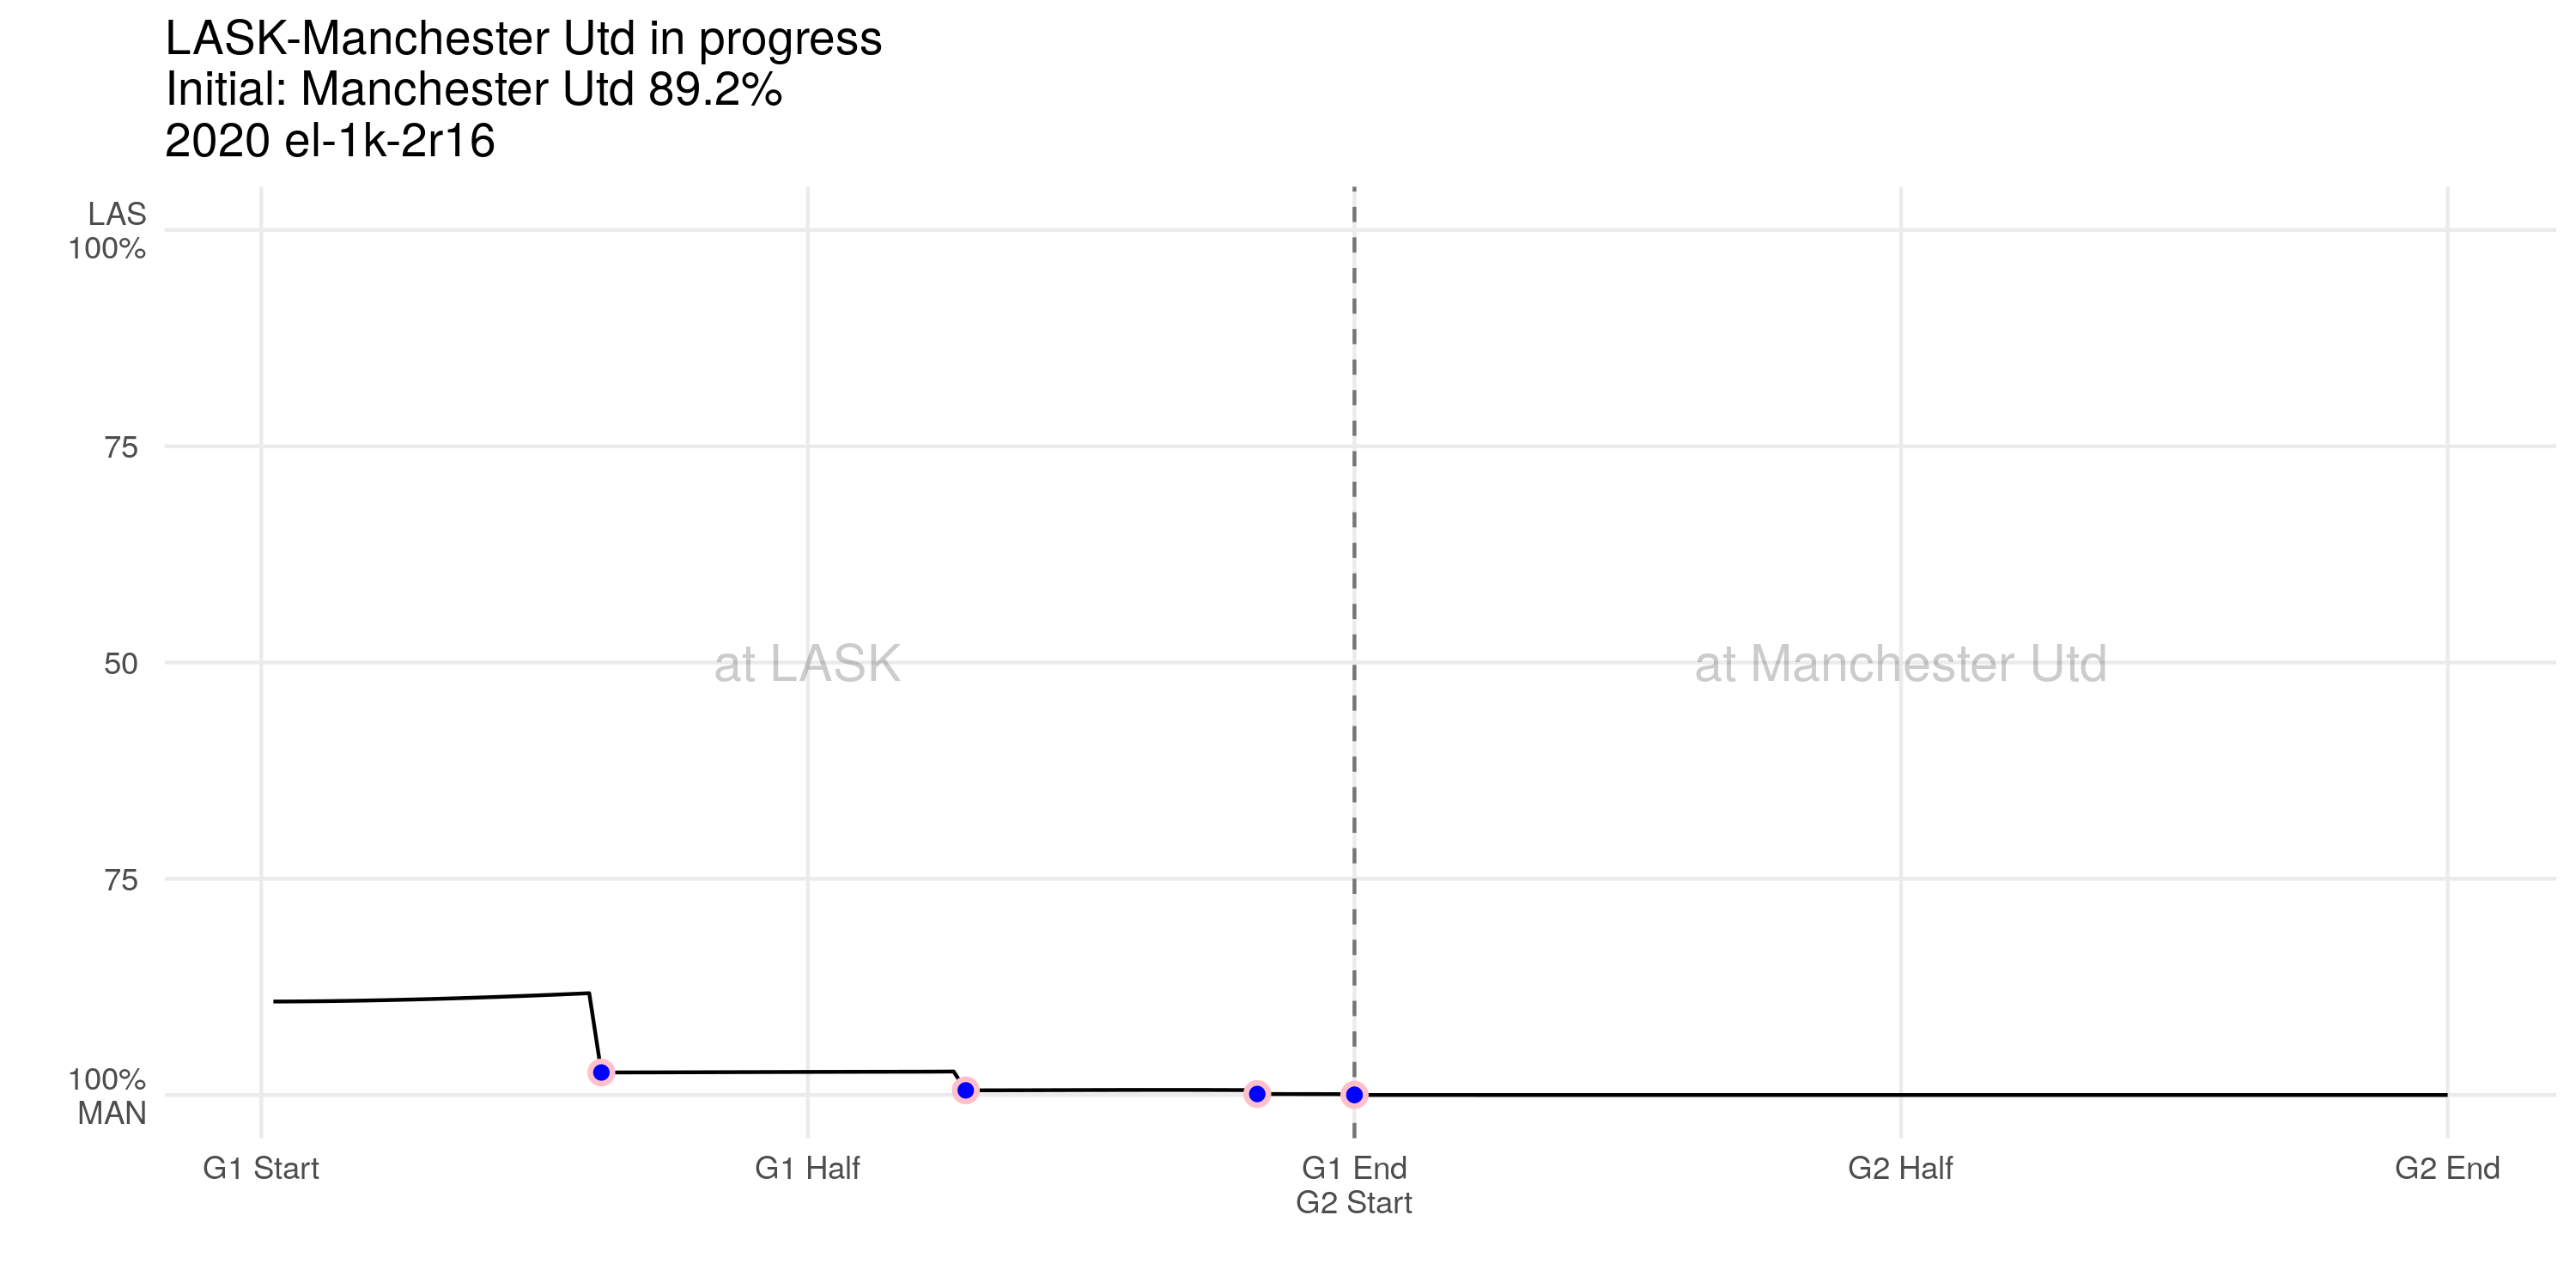 LASK-Manchester Utd in progress
Initial: Manchester Utd 89.2%
2020 el-1k-2r16
LAS
100%
75
50
75
100%
MAN
at LASK
at Manchester Utd
G1 Start
G1 Half
G1 End
G2 Start
G2 Half
G2 End